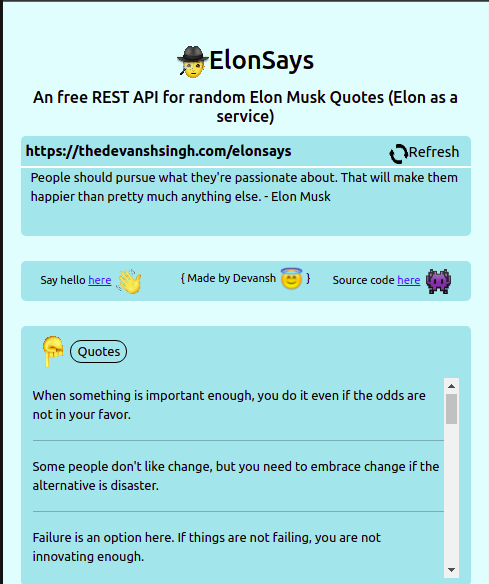 ElonSays
An free REST API for random Elon Musk Quotes (Elon as a
service)
https://thedevanshsingh.com/elonsays
Refresh
People should pursue what they're passionate about. That will make them
happier than pretty much anything else. - Elon Musk
Say hello here
{ Made by Devansh }
Source code here
Quotes
When something is important enough, you do it even if the odds are
not in your favor.
Some people don't like change, but you need to embrace change if the
alternative is disaster.
Failure is an option here. If things are not failing, you are not
innovating enough.